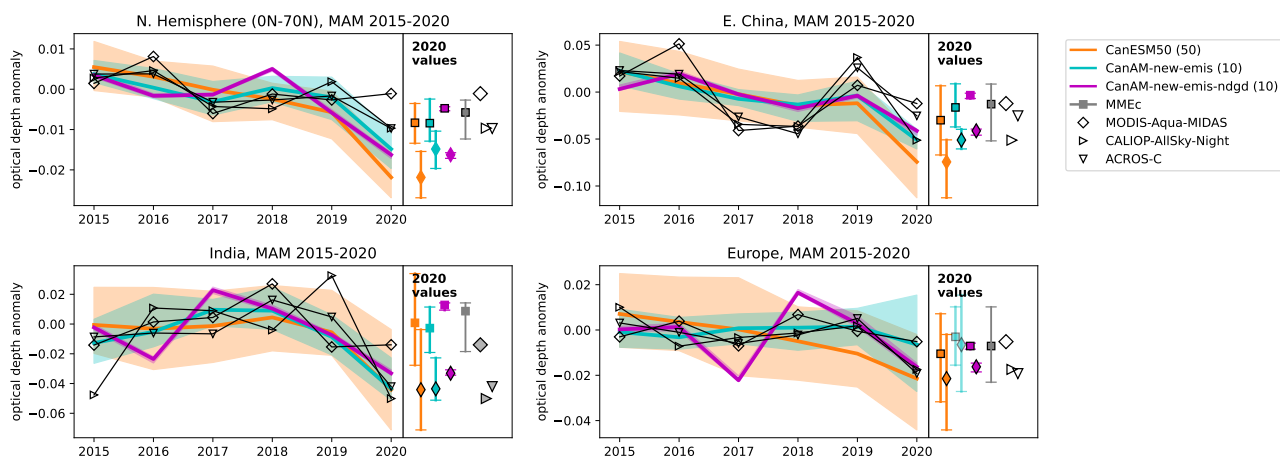 N. Hemisphere (0N-70N), MAM 2015-2020
optical depth anomaly
0.01
0.00
−0.01
−0.02
2015 2016 2017 2018 2019 2020
2020
values
E. China, MAM 2015-2020
optical depth anomaly
0.05
0.00
−0.05
−0.10
2015 2016 2017 2018 2019 2020
2020
values
CanESM50 (50)
CanAM-new-emis (10)
CanAM-new-emis-ndgd (10)
MMEc
MODIS-Aqua-MIDAS
CALIOP-AllSky-Night
ACROS-C
India, MAM 2015-2020
optical depth anomaly
0.02
0.00
−0.02
−0.04
−0.06
2015 2016 2017 2018 2019 2020
2020
values
Europe, MAM 2015-2020
optical depth anomaly
0.02
0.00
−0.02
−0.04
2015 2016 2017 2018 2019 2020
2020
values